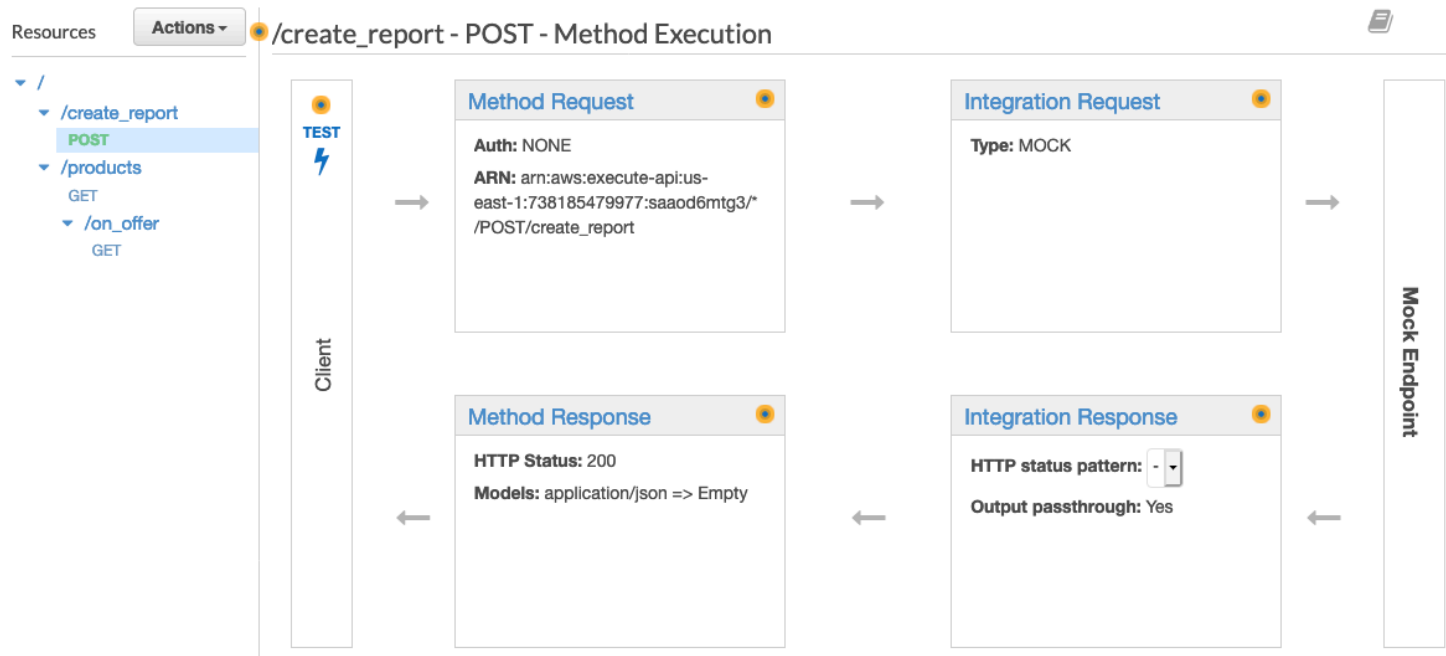 Resources
Actions
/create_report - POST - Method Execution
/
/create_report
POST
/products
GET
/on_offer
GET
TEST
Client
Method Request
Auth: NONE
ARN: arn:aws:execute-api:us-
east-1:738185479977:saaod6mtg3/*
/POST/create_report
Integration Request
Type: MOCK
Mock Endpoint
Method Response
HTTP Status: 200
Models: application/json => Empty
Integration Response
HTTP status pattern: -
Output passthrough: Yes